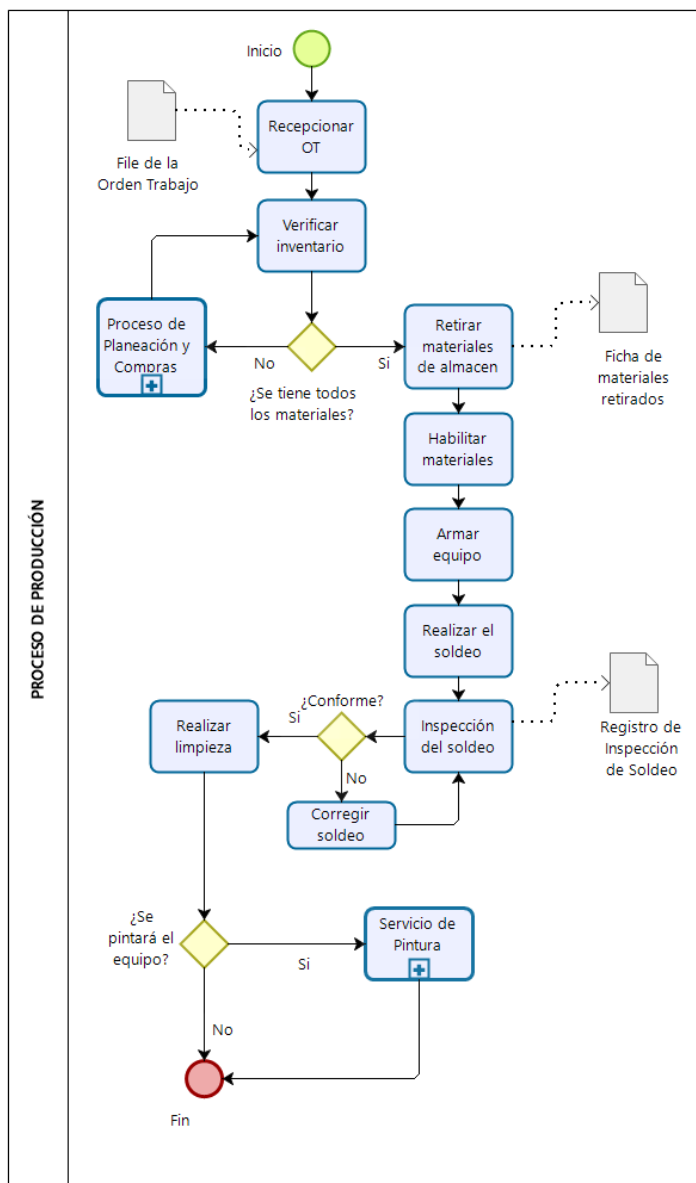 PROCESO DE PRODUCCIÓN
Inicio
File de la
Orden Trabajo
Recepcionar
OT
Verificar
inventario
Proceso de
Planeación y
Compras
No
Si
¿Se tiene todos
los materiales?
Retirar
materiales
de almacen
Ficha de
materiales
retirados
Habilitar
materiales
Armar
equipo
Realizar el
soldeo
Inspección
del soldeo
Registro de
Inspección
de Soldeo
¿Conforme?
Si
No
Corregir
soldeo
Realizar
limpieza
¿Se
pintará el
equipo?
Si
Servicio de
Pintura
No
Fin